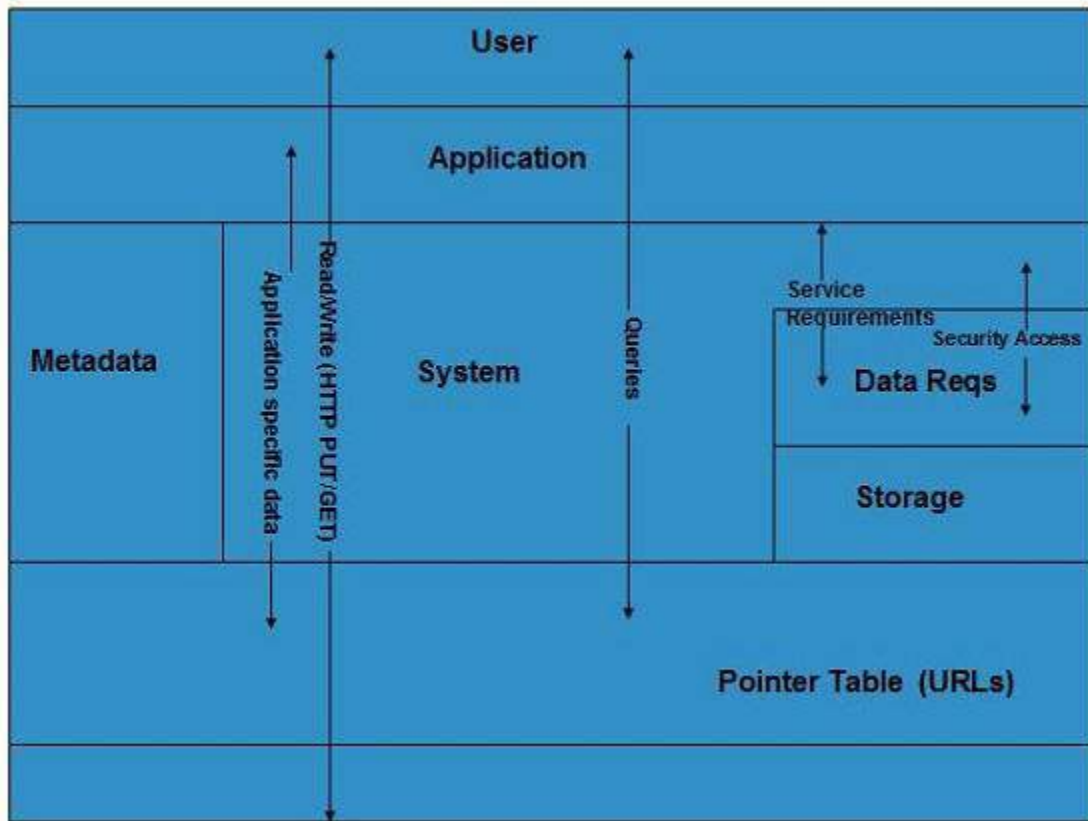 User
Application
Metadata
Application specific data
Read/Write (HTTP PUT/GET)
System
Queries
Service
Requirements
Security Access
Data Reqs
Storage
Pointer Table (URLs)